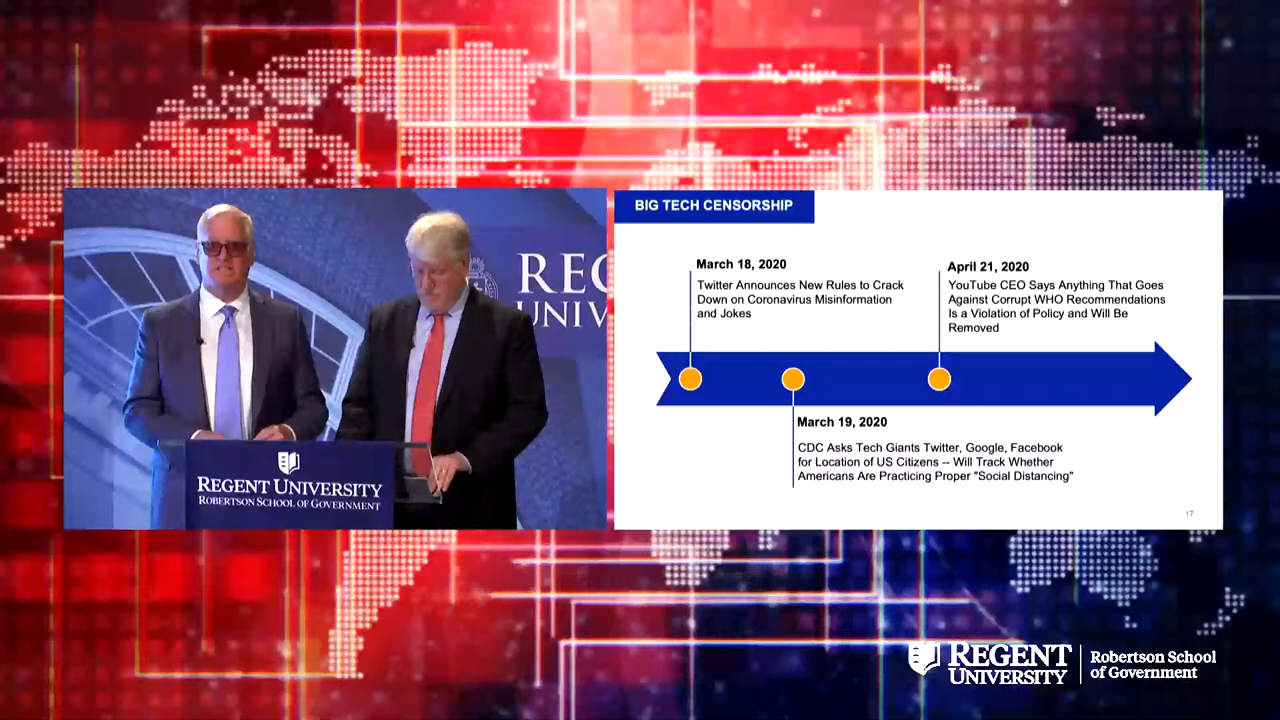 REG
UNIV
REGENT UNIVERSITY
ROBERTSON SCHOOL OF GOVERNMENT
BIG TECH CENSORSHIP
March 18, 2020
Twitter Announces New Rules to Crack
Down on Coronavirus Misinformation
and Jokes
April 21, 2020
YouTube CEO Says Anything That Goes
Against Corrupt WHO Recommendations
Is a Violation of Policy and Will Be
Removed
March 19, 2020
CDC Asks Tech Giants Twitter, Google, Facebook
for Location of US Citizens -- Will Track Whether
Americans Are Practicing Proper "Social Distancing"
17
REGENT
UNIVERSITY
Robertson School
of Government